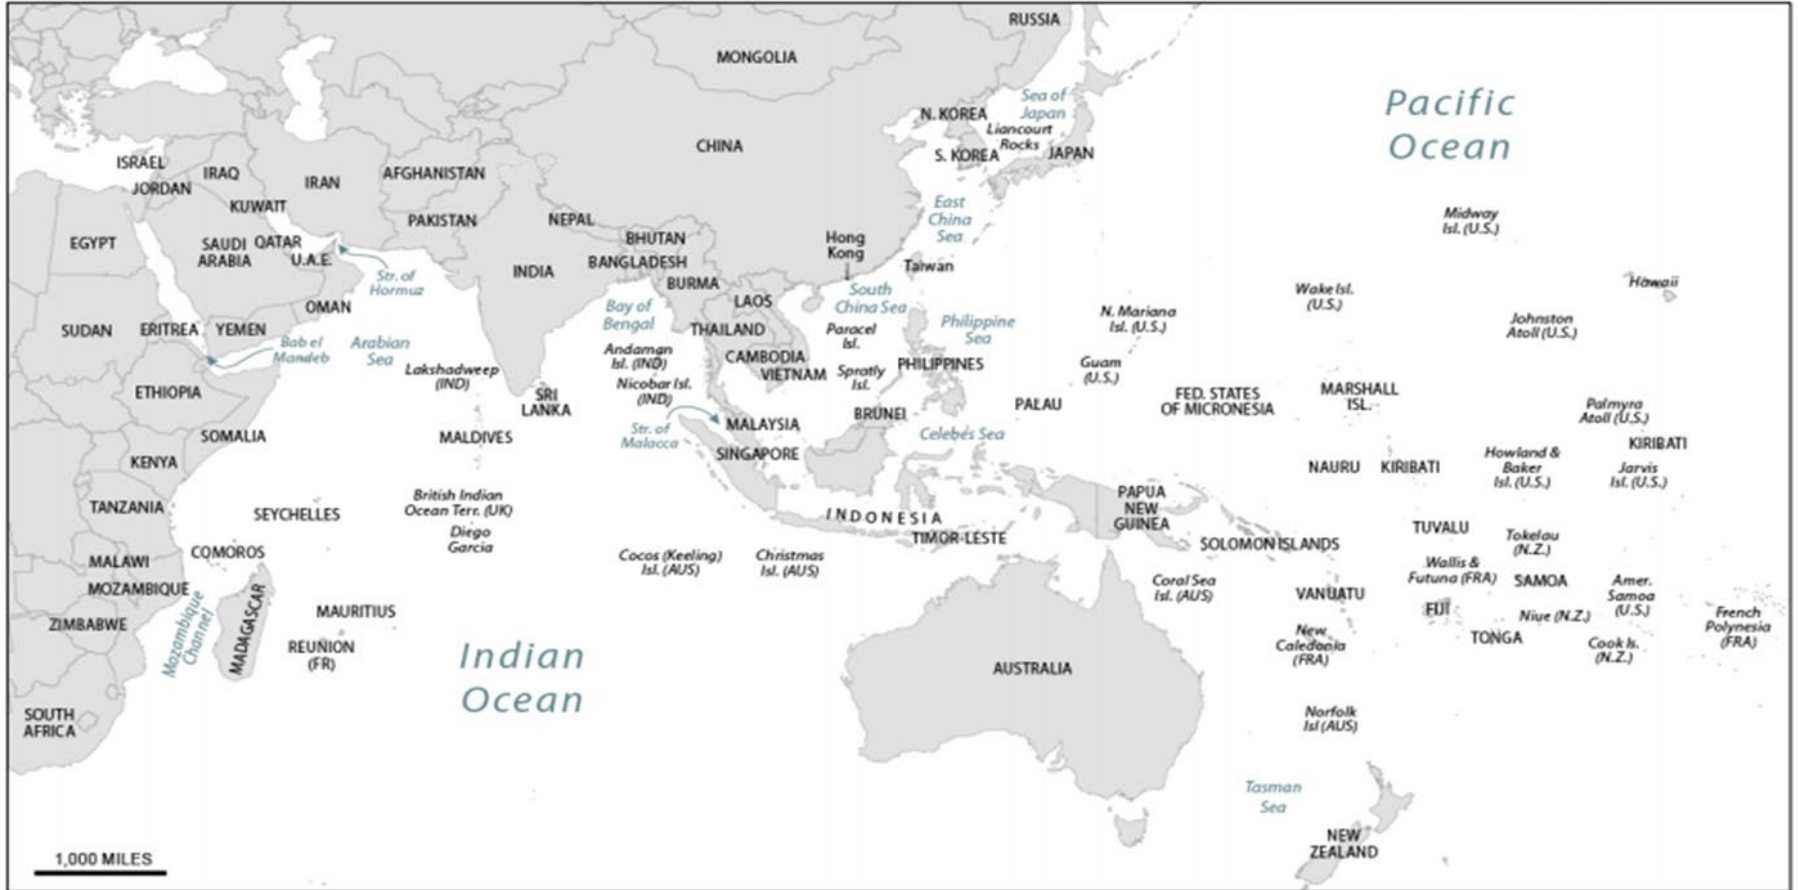 RUSSIA
MONGOLIA
Pacific
Ocean
Sea of
Japan
N. KOREA
Liancourt
Rocks
S. KOREA
JAPAN
CHINA
ISRAEL
JORDAN
IRAQ
IRAN
AFGHANISTAN
KUWAIT
PAKISTAN
NEPAL
BHUTAN
EGYPT
SAUDI
ARABIA
QATAR
U.A.E.
Str. of
Hormuz
INDIA
BANGLADESH
BURMA
Hong
Kong
East
China
Sea
Taiwan
Midway
Isl. (U.S.)
Hawaii
OMAN
SUDAN
ERITREA
YEMEN
Bab el
Mandeb
Arabian
Sea
Bay of
Bengal
LAOS
THAILAND
South
China Sea
Paracel
Isl.
Philippine
Sea
N. Mariana
Isl. (U.S.)
Wake Isl.
(U.S.)
Johnston
Atoll (U.S.)
ETHIOPIA
Lakshadweep
(IND)
SRI
LANKA
Andaman
Isl. (IND)
Nicobar Isl.
(IND)
CAMBODIA
VIETNAM
Spratly
Isl.
PHILIPPINES
Guam
(U.S.)
PALAU
FED. STATES
OF MICRONESIA
MARSHALL
ISL.
Palmyra
Atoll (U.S.)
KIRIBATI
SOMALIA
KENYA
MALDIVES
Str. of
Malacca
MALAYSIA
SINGAPORE
BRUNEI
Celebes Sea
NAURU
KIRIBATI
Howland &
Baker
Isl. (U.S.)
Jarvis
Isl. (U.S.)
TANZANIA
SEYCHELLES
British Indian
Ocean Terr. (UK)
Diego
Garcia
INDONESIA
TIMOR-LESTE
PAPUA
NEW
GUINEA
SOLOMON ISLANDS
TUVALU
Tokelau
(N.Z.)
MALAWI
COMOROS
MOZAMBIQUE
Cocos (Keeling)
Isl. (AUS)
Christmas
Isl. (AUS)
Coral Sea
Isl. (AUS)
VANUATU
Wallis &
Futuna (FRA)
SAMOA
Amer.
Samoa
(U.S.)
FIJI
Niue (N.Z.)
French
Polynesia
(FRA)
ZIMBABWE
Mozambique
Channel
MADAGASCAR
MAURITIUS
REUNION
(FR)
Indian
Ocean
AUSTRALIA
New
Caledonia
(FRA)
TONGA
Cook Is.
(N.Z.)
SOUTH
AFRICA
Norfolk
Isl (AUS)
Tasman
Sea
NEW
ZEALAND
1,000 MILES